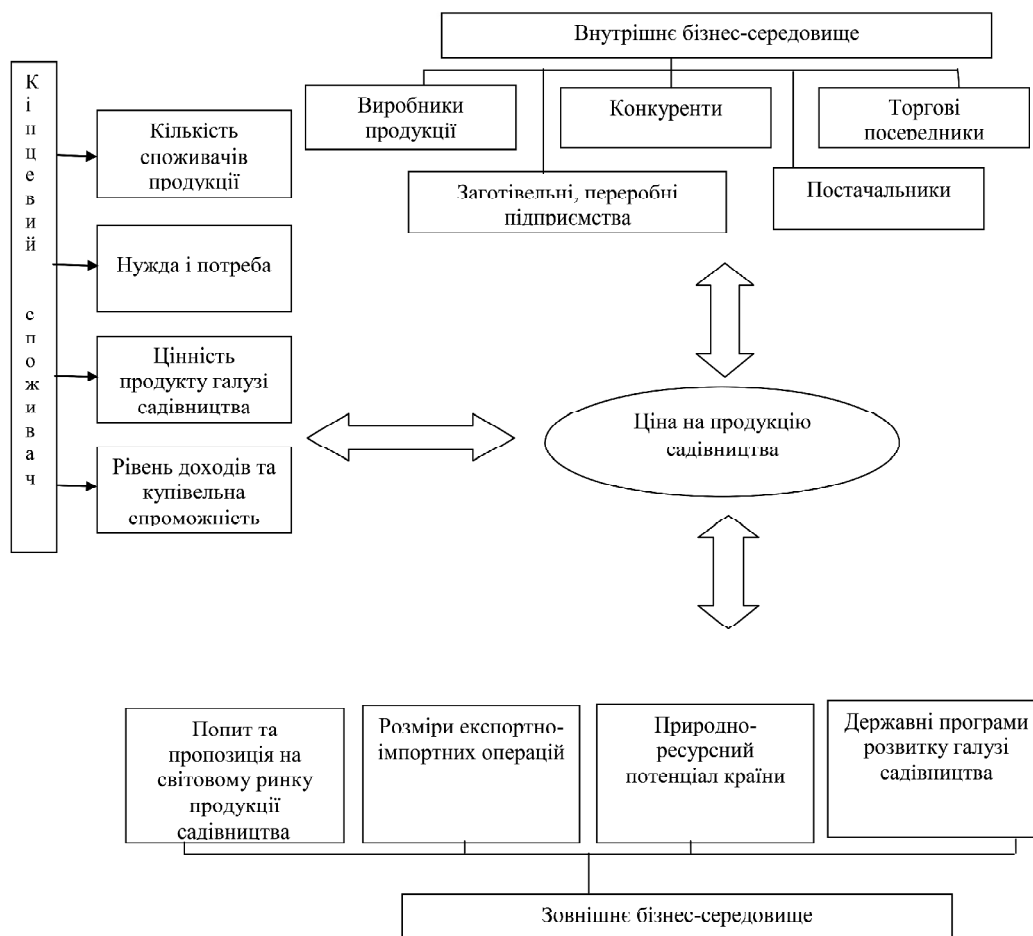 Внутрішнє бізнес-середовище
Виробники
продукції
Конкуренти
Торгові
посередники
Заготівельні, переробні
підприємства
Постачальники
Кінцевий споживач
Кількість
споживачів
продукції
Нужда і потреба
Цінність
продукту галузі
садівництва
Рівень доходів та
купівельна
спроможність
Ціна на продукцію
садівництва
Попит та
пропозиція на
світовому ринку
продукції
садівництва
Розміри експортно-
імпортних операцій
Природно-
ресурсний
потенціал країни
Державні програми
розвитку галузі
садівництва
Зовнішнє бізнес-середовище